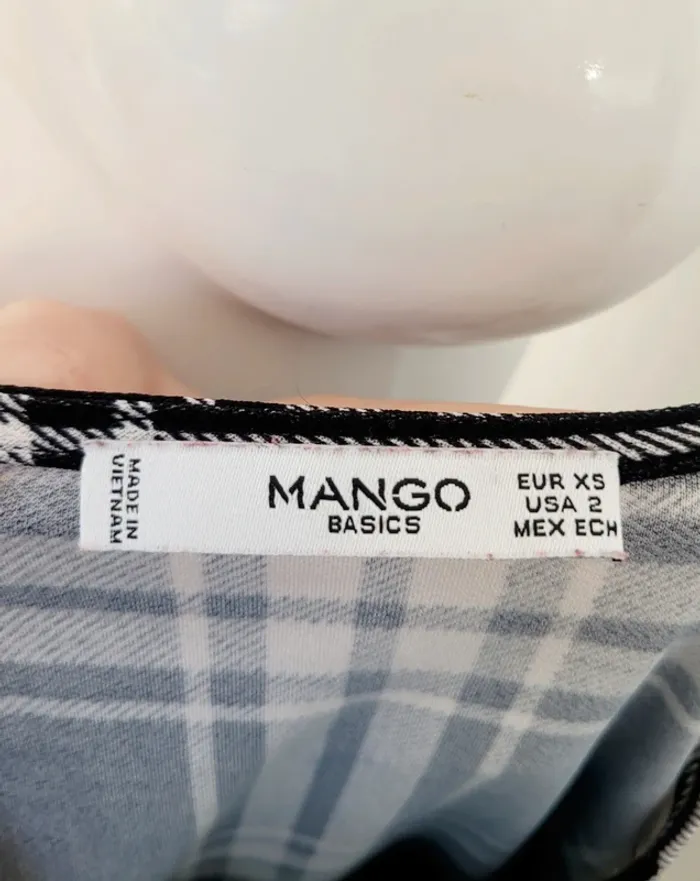 MADE IN
VIETNAM
MANGO
BASICS
EUR XS
USA 2
MEX ECH